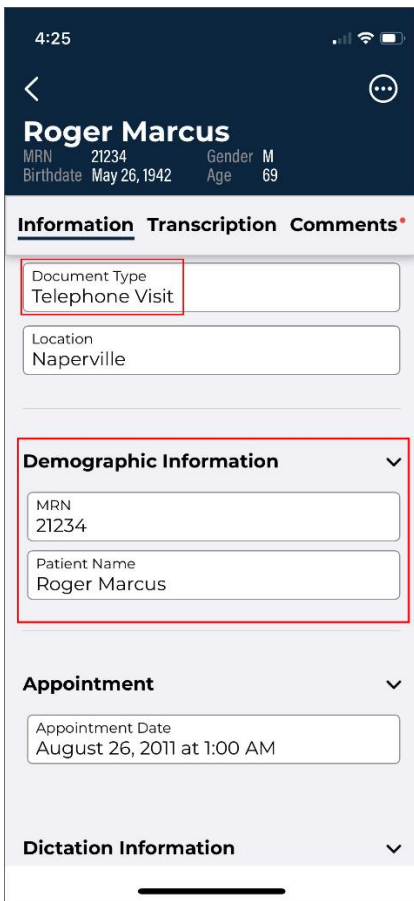 4:25
Roger Marcus
MRN 21234 Gender M
Birthdate May 26, 1942 Age 69
Information Transcription Comments
Document Type
Telephone Visit
Location
Naperville
Demographic Information
MRN
21234
Patient Name
Roger Marcus
Appointment
Appointment Date
August 26, 2011 at 1:00 AM
Dictation Information